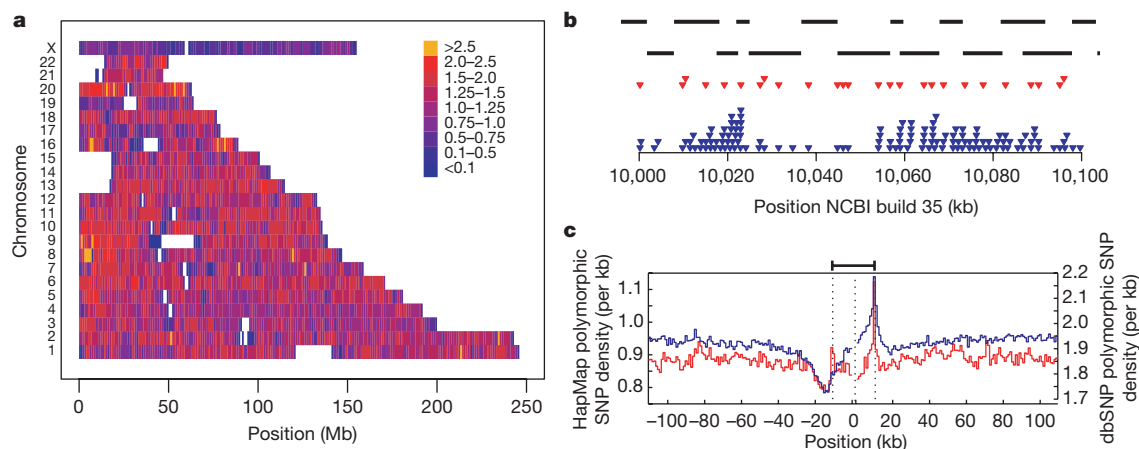 a
Chromosome
X
22
21
20
19
18
17
16
15
14
13
12
11
10
9
8
7
6
5
4
3
2
1
>2.5
2.0–2.5
1.5–2.0
1.25–1.5
1.0–1.25
0.75–1.0
0.5–0.75
0.1–0.5
<0.1
0 50 100 150 200 250
Position (Mb)
b
10,000 10,020 10,040 10,060 10,080 10,100
Position NCBI build 35 (kb)
c
HapMap polymorphic
SNP density (per kb)
1.1
1.0
0.9
0.8
2.2
2.1
2.0
1.9
1.8
1.7
dbSNP polymorphic SNP
density (per kb)
−100 −80 −60 −40 −20 0 20 40 60 80 100
Position (kb)